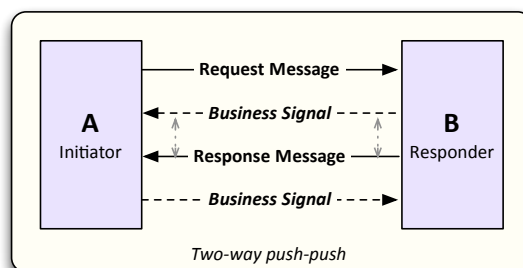 Request Message
Business Signal
A
Initiator
B
Responder
Response Message
Business Signal
Two-way push-push